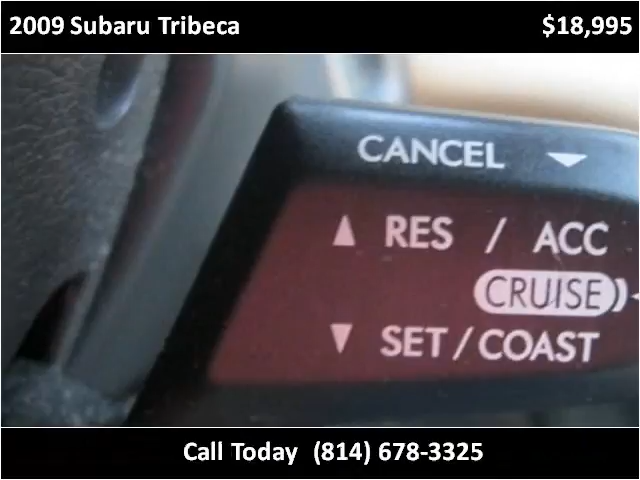 2009 Subaru Tribeca $18,995
CANCEL
RES / ACC
CRUISE
SET / COAST
Call Today (814) 678-3325